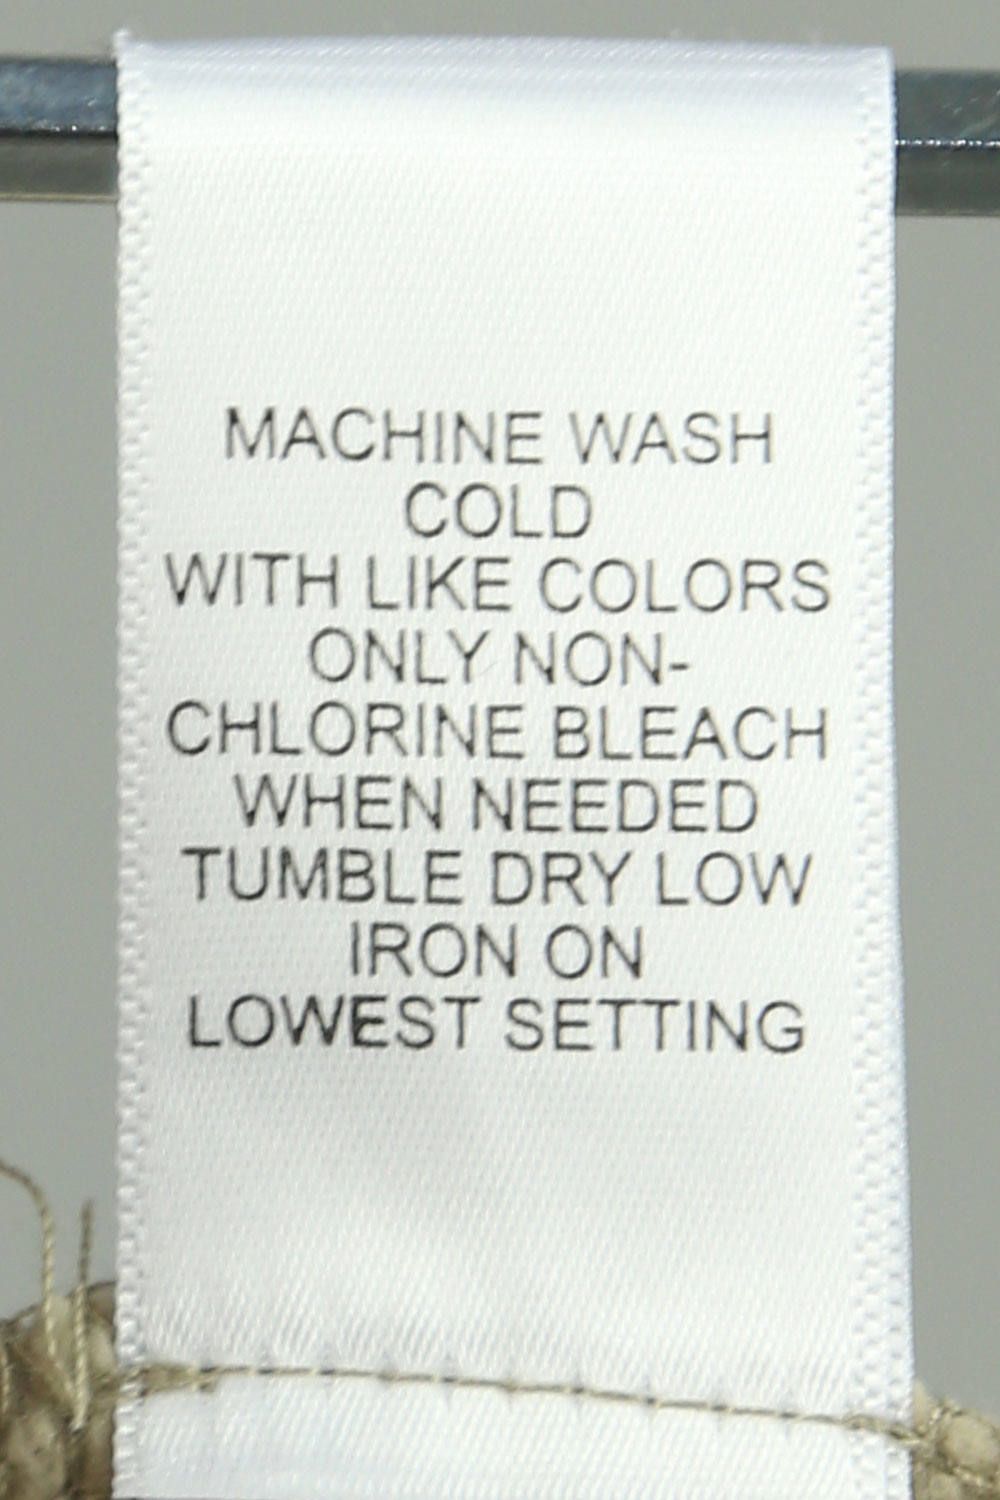 MACHINE WASH
COLD
WITH LIKE COLORS
ONLY NON-
CHLORINE BLEACH
WHEN NEEDED
TUMBLE DRY LOW
IRON ON
LOWEST SETTING